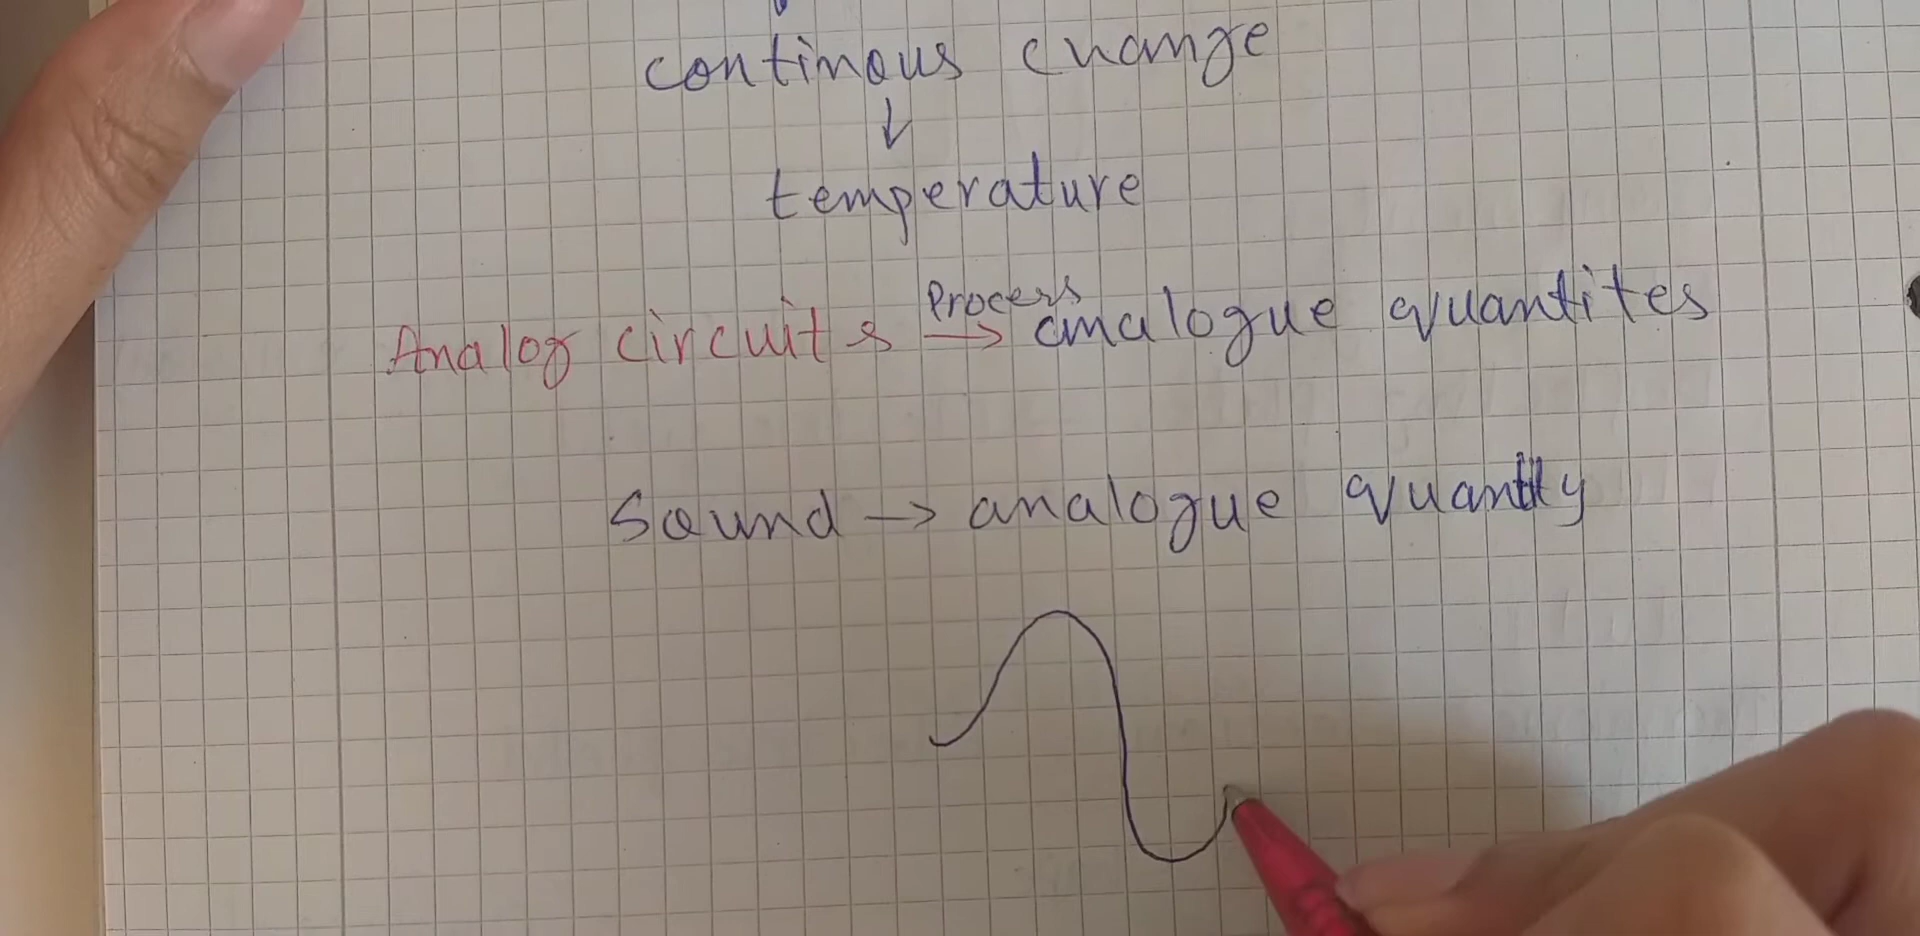 continous change
↓
temperature
Analog circuits Process → analogue quantites
Sound → analogue quantity